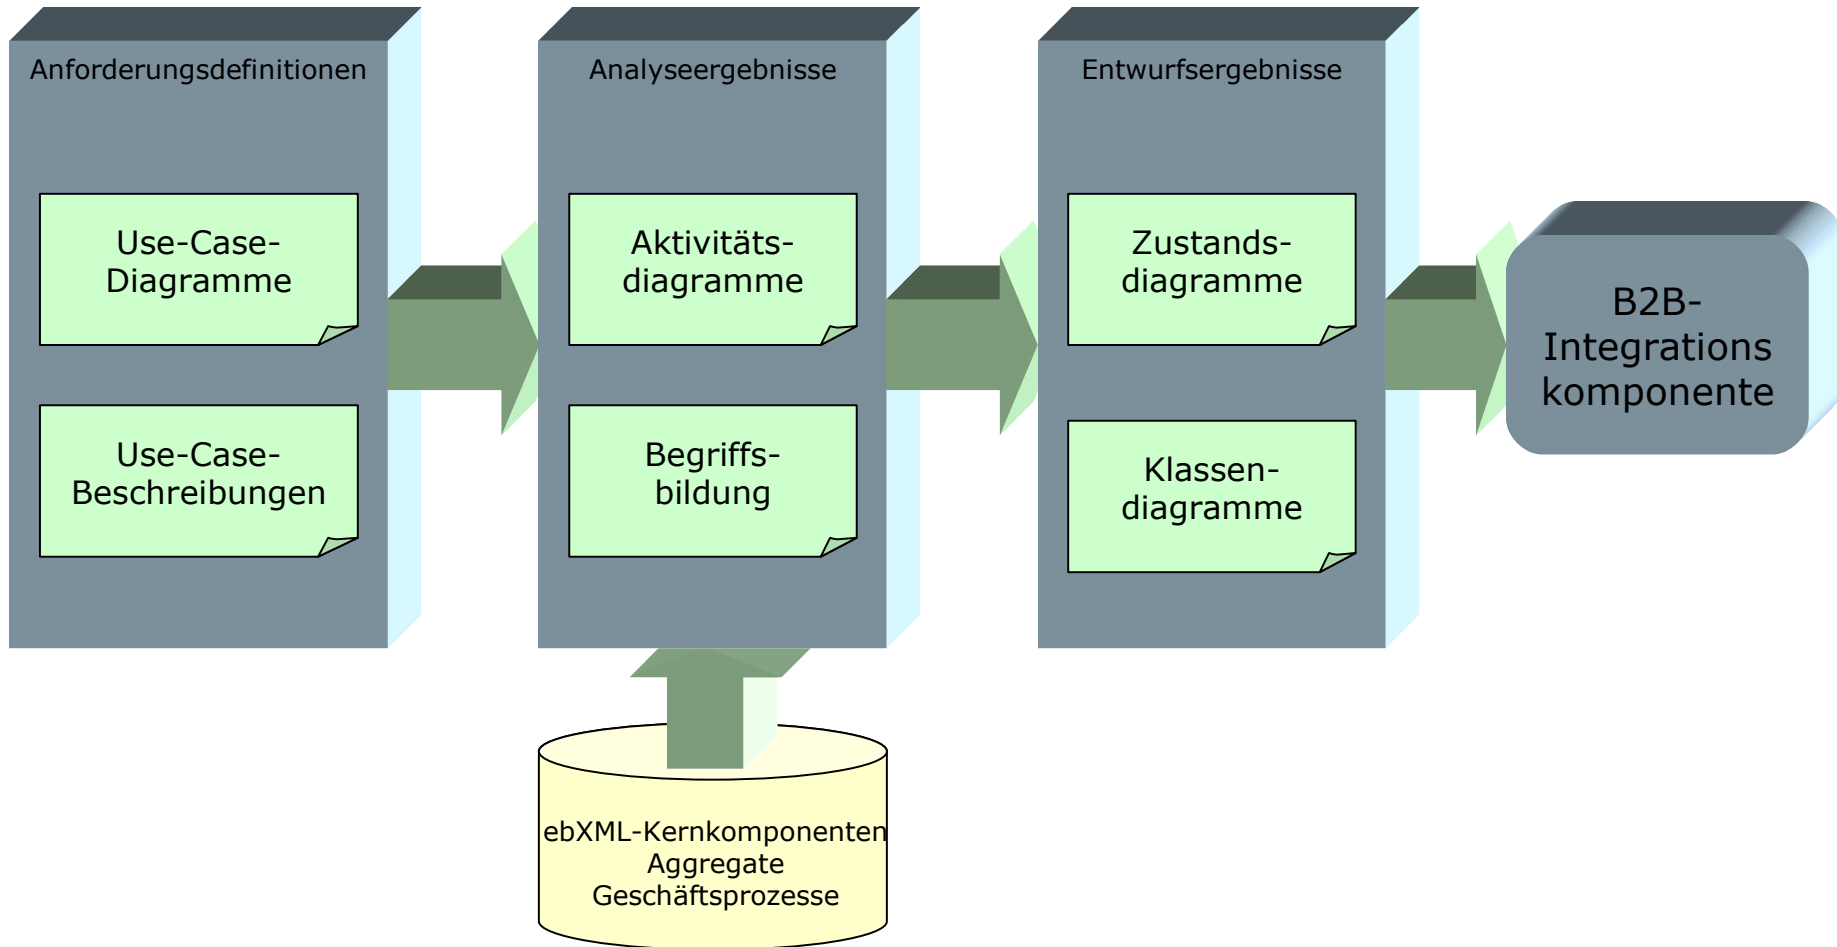 Anforderungsdefinitionen
Use-Case-
Diagramme
Use-Case-
Beschreibungen
Analyseergebnisse
Aktivitäts-
diagramme
Begriffs-
bildung
Entwurfsergebnisse
Zustands-
diagramme
Klassen-
diagramme
B2B-
Integrations
komponente
ebXML-Kernkomponenten
Aggregate
Geschäftsprozesse